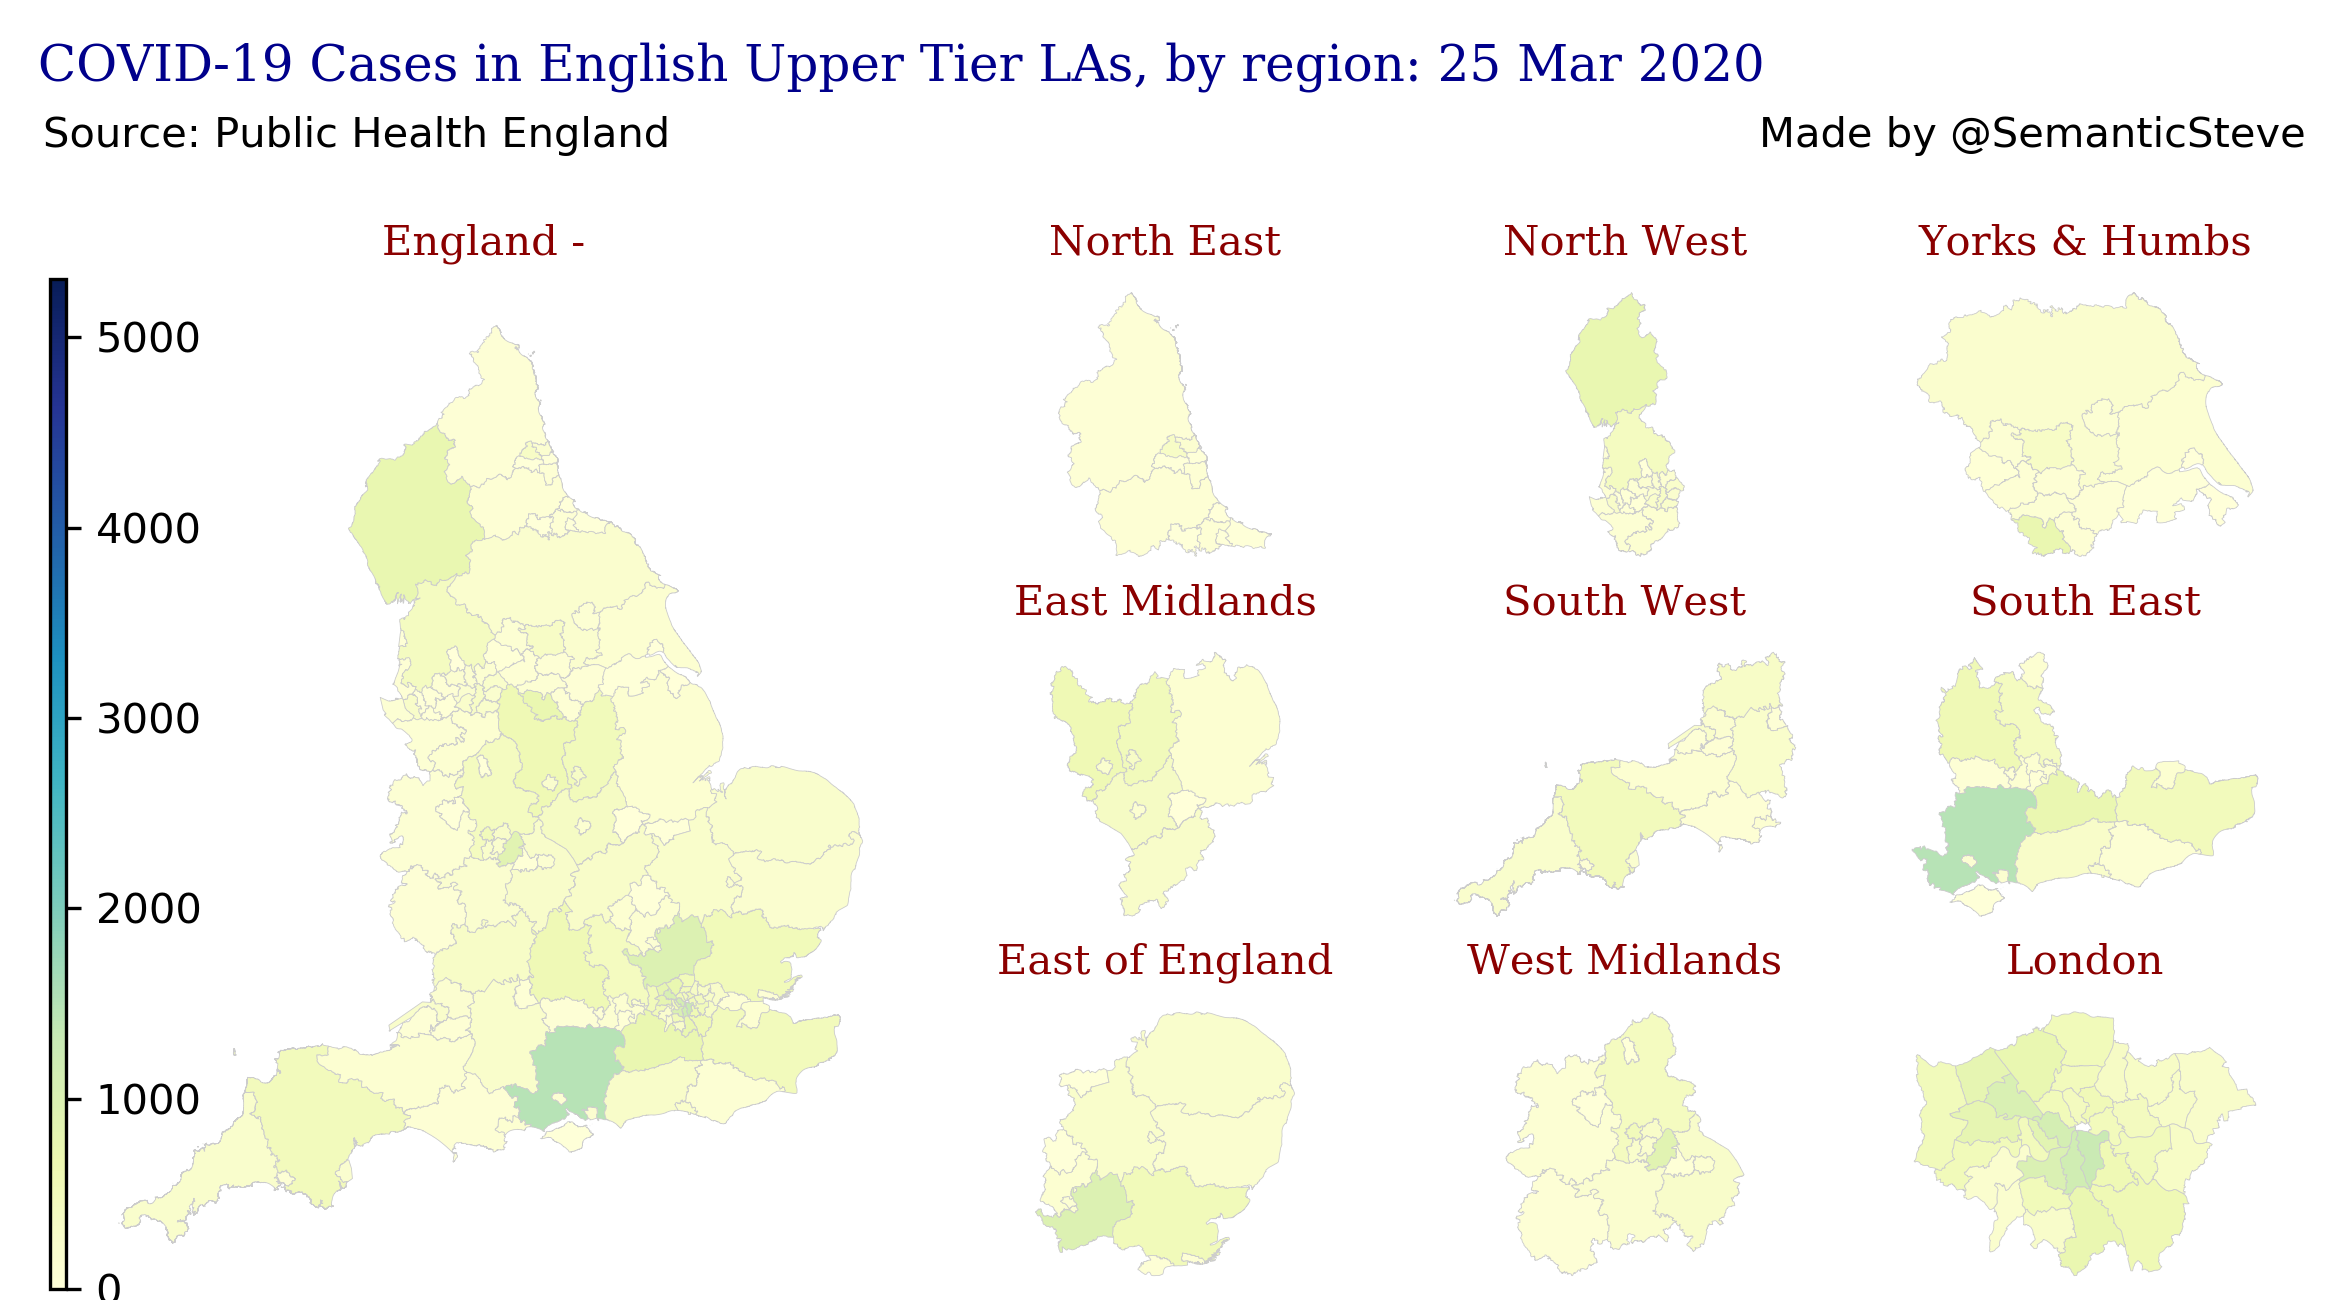 COVID-19 Cases in English Upper Tier LAs, by region: 25 Mar 2020
Source: Public Health England
Made by @SemanticSteve
England -
North East
North West
Yorks & Humbs
5000
4000
3000
2000
1000
0
East Midlands
South West
South East
East of England
West Midlands
London